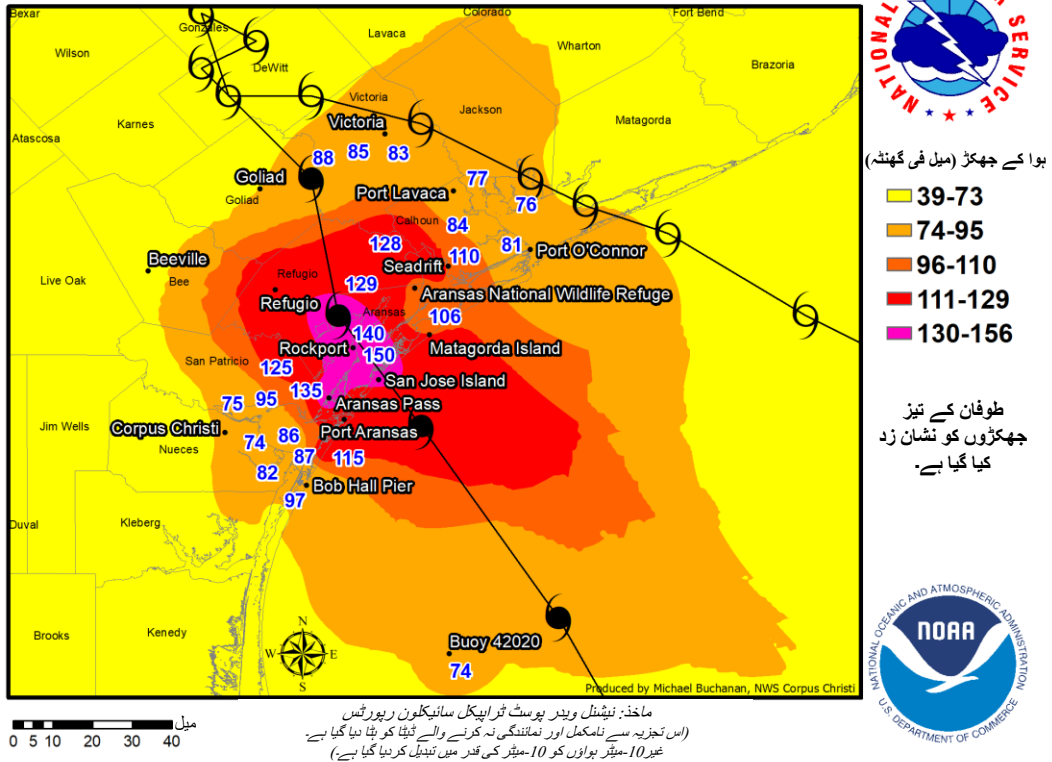 Bexar
Gonzales
Colorado
Fort Bend
Lavaca
Wilson
Wharton
DeWitt
Brazoria
Victoria
Jackson
Karnes
Matagorda
Victoria
Atascosa
88
85
83
Goliad
77
Port Lavaca
Goliad
76
Calhoun
84
128
81
Port O'Connor
110
Beeville
Seadrift
Bee
Refugio
Live Oak
129
Aransas National Wildlife Refuge
Refugio
Aransas
106
140
Rockport
150
Matagorda Island
San Patricio
125
San Jose Island
135
95
75
Aransas Pass
Jim Wells
Corpus Christi
86
Port Aransas
74
Nueces
87
115
82
Bob Hall Pier
97
Duval
Kleberg
Brooks
Kenedy
N
W
E
S
Buoy 42020
74
Produced by Michael Buchanan, NWS Corpus Christi
NATIONAL
SERVICE
ہوا کے جھکڑ (میل فی گھنٹہ)
39-73
74-95
96-110
111-129
130-156
طوفان کے تیز
جھکڑوں کو نشان زد
کیا گیا ہے۔
NATIONAL OCEANIC AND ATMOSPHERIC ADMINISTRATION
NOAA
U.S. DEPARTMENT OF COMMERCE
میل
0 5 10 20 30 40
ماخذ: نیشنل ویدر پوسٹ ٹراپیکل سائیکلون رپورٹس
(اس تجزیہ سے نامکمل اور نمائندگی نہ کرنے والے ڈیٹا کو ہٹا دیا گیا ہے۔
غیر 10-میٹر ہواؤں کو 10-میٹر کی قدر میں تبدیل کردیا گیا ہے۔)